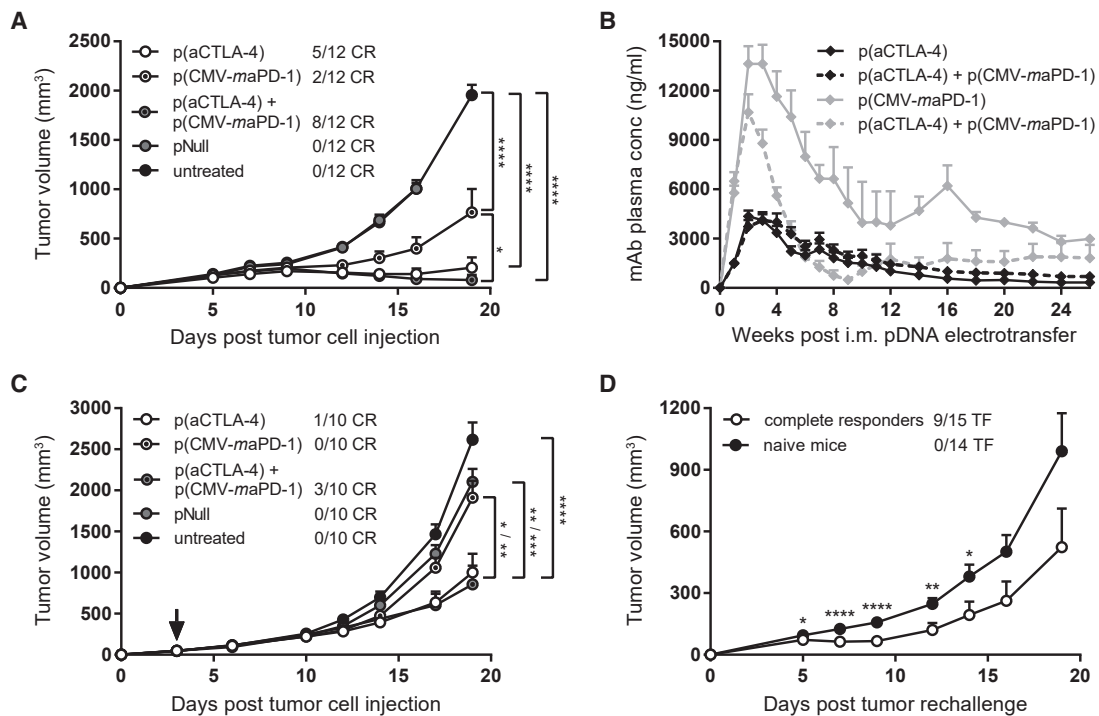 A
Tumor volume (mm³)
2500
2000
1500
1000
500
0
0 5 10 15 20
Days post tumor cell injection
p(aCTLA-4) 5/12 CR
p(CMV-maPD-1) 2/12 CR
p(aCTLA-4) +
p(CMV-maPD-1) 8/12 CR
pNull 0/12 CR
untreated 0/12 CR
****
*
****
****
B
mAb plasma conc (ng/ml)
15000
12000
9000
6000
3000
0
0 4 8 12 16 20 24
Weeks post i.m. pDNA electrotransfer
p(aCTLA-4)
p(aCTLA-4) + p(CMV-maPD-1)
p(CMV-maPD-1)
p(aCTLA-4) + p(CMV-maPD-1)
C
Tumor volume (mm³)
3000
2500
2000
1500
1000
500
0
0 5 10 15 20
Days post tumor cell injection
p(aCTLA-4) 1/10 CR
p(CMV-maPD-1) 0/10 CR
p(aCTLA-4) +
p(CMV-maPD-1) 3/10 CR
pNull 0/10 CR
untreated 0/10 CR
** / *
*** / **
****
D
Tumor volume (mm³)
1200
900
600
300
0
0 5 10 15 20
Days post tumor rechallenge
complete responders 9/15 TF
naive mice 0/14 TF
* **** **** ** *